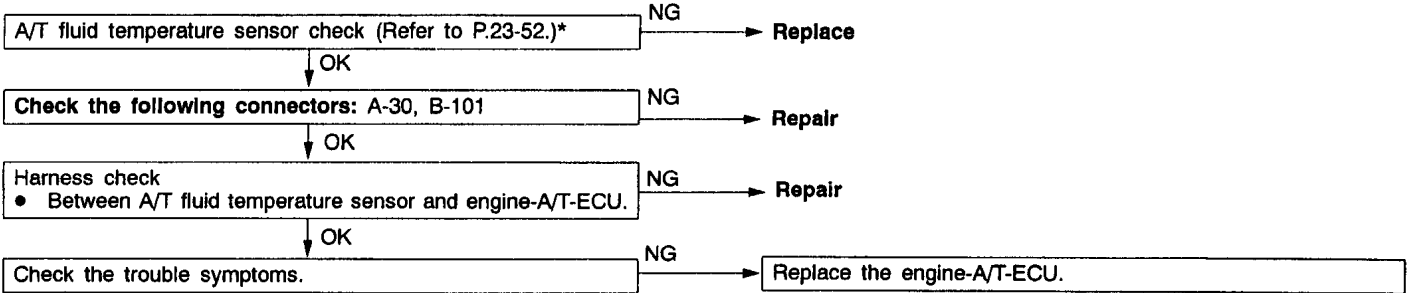 A/T fluid temperature sensor check (Refer to P.23-52.)*
NG
Replace
OK
Check the following connectors: A-30, B-101
NG
Repair
OK
Harness check
● Between A/T fluid temperature sensor and engine-A/T-ECU.
NG
Repair
OK
Check the trouble symptoms.
NG
Replace the engine-A/T-ECU.